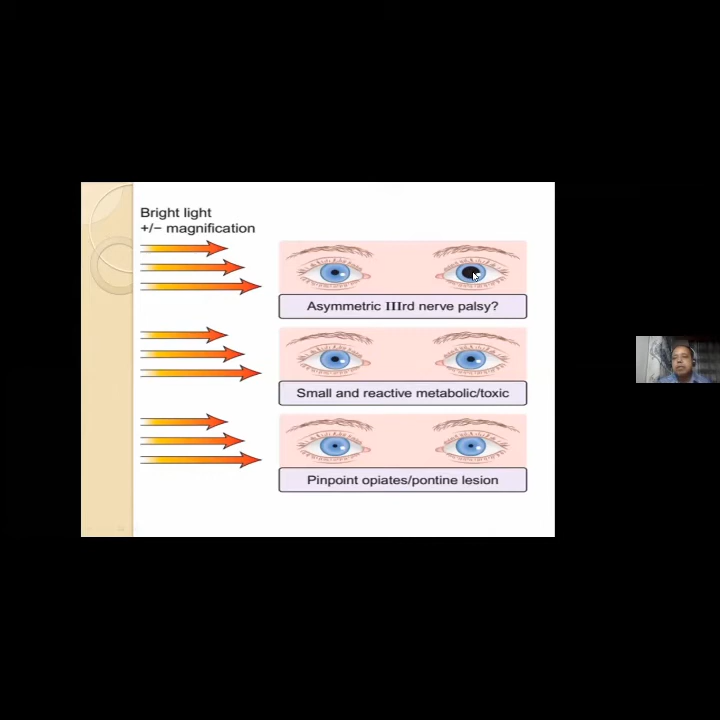 Bright light
+/− magnification
Asymmetric IIIrd nerve palsy?
Small and reactive metabolic/toxic
Pinpoint opiates/pontine lesion